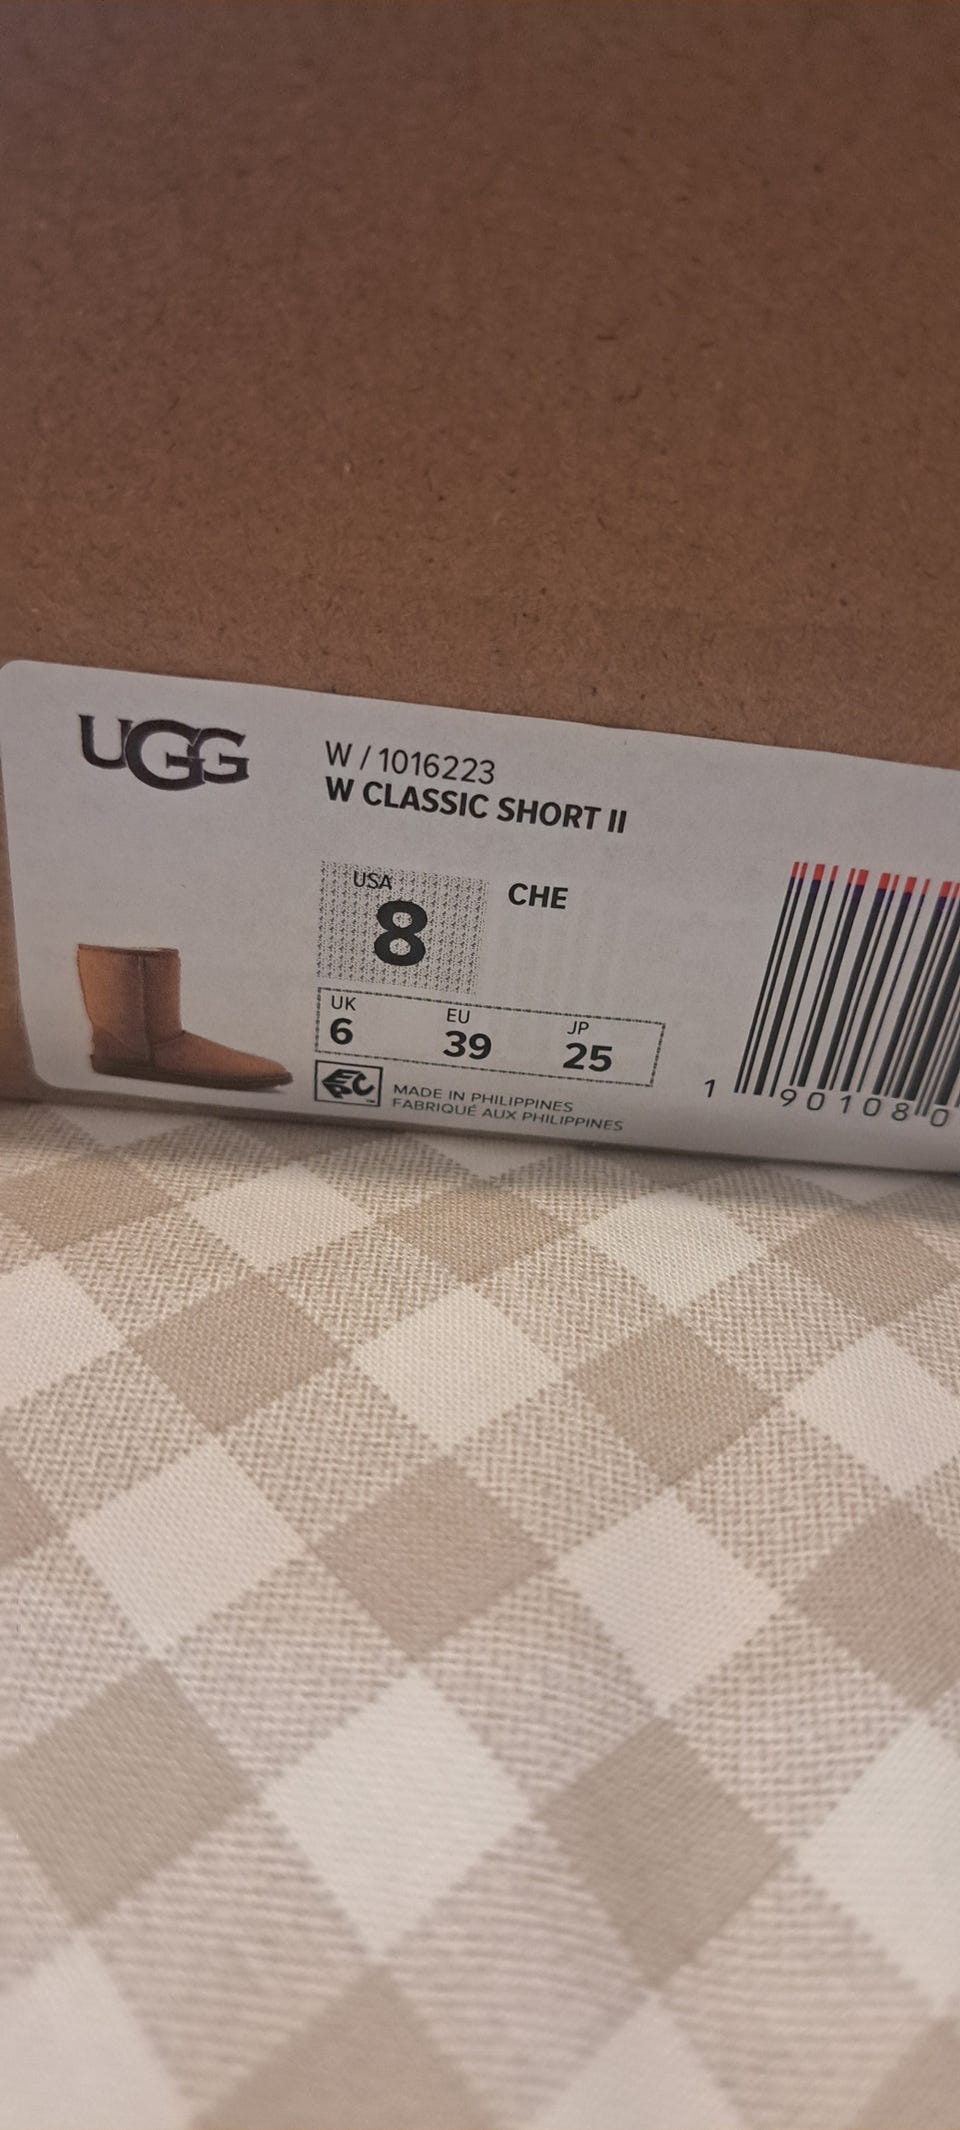 UGG
W / 1016223
W CLASSIC SHORT II
USA
8
CHE
UK
6
EU
39
JP
25
MADE IN PHILIPPINES
FABRIQUÉ AUX PHILIPPINES
1 901080